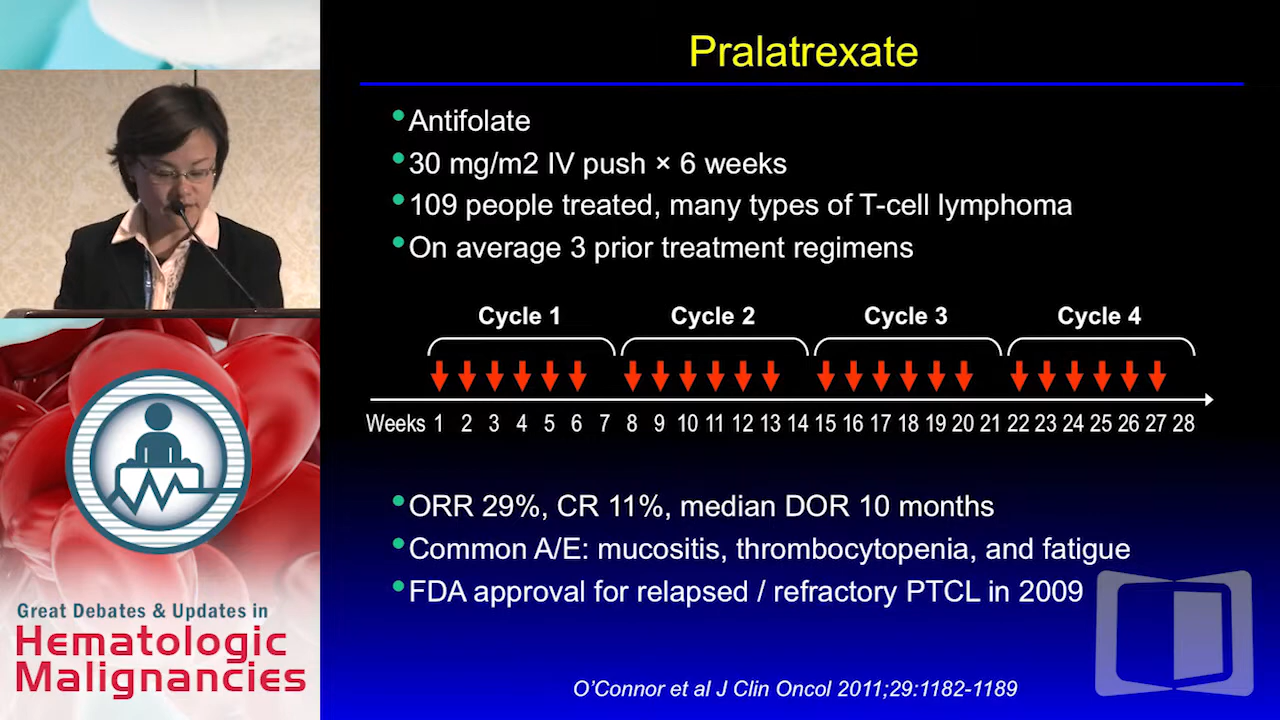 Pralatrexate
•Antifolate
•30 mg/m2 IV push × 6 weeks
•109 people treated, many types of T-cell lymphoma
•On average 3 prior treatment regimens
Cycle 1 Cycle 2 Cycle 3 Cycle 4
Weeks 1 2 3 4 5 6 7 8 9 10 11 12 13 14 15 16 17 18 19 20 21 22 23 24 25 26 27 28
•ORR 29%, CR 11%, median DOR 10 months
•Common A/E: mucositis, thrombocytopenia, and fatigue
•FDA approval for relapsed / refractory PTCL in 2009
O'Connor et al J Clin Oncol 2011;29:1182-1189
Great Debates & Updates in
Hematologic
Malignancies